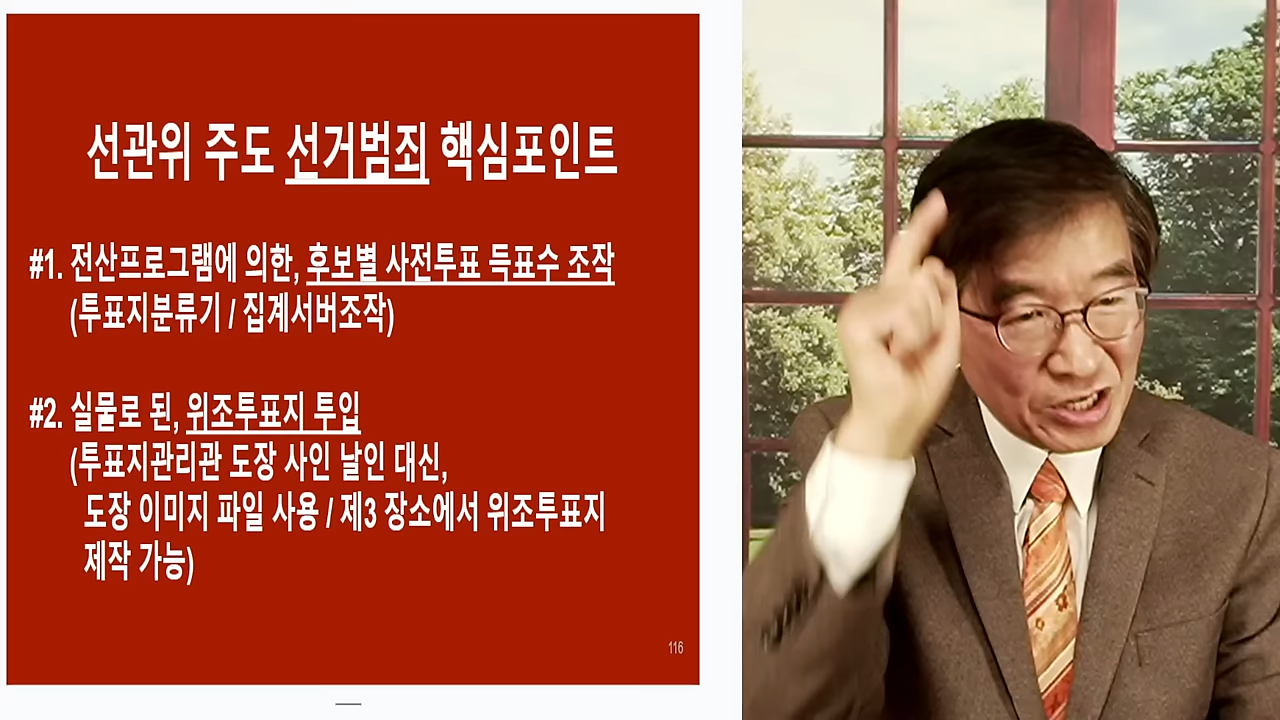 선관위 주도 선거범죄 핵심포인트
#1. 전산프로그램에 의한, 후보별 사전투표 득표수 조작
(투표지분류기 / 집계서버조작)
#2. 실물로 된, 위조투표지 투입
(투표지관리관 도장 사인 날인 대신,
도장 이미지 파일 사용 / 제3 장소에서 위조투표지
제작 가능)
116